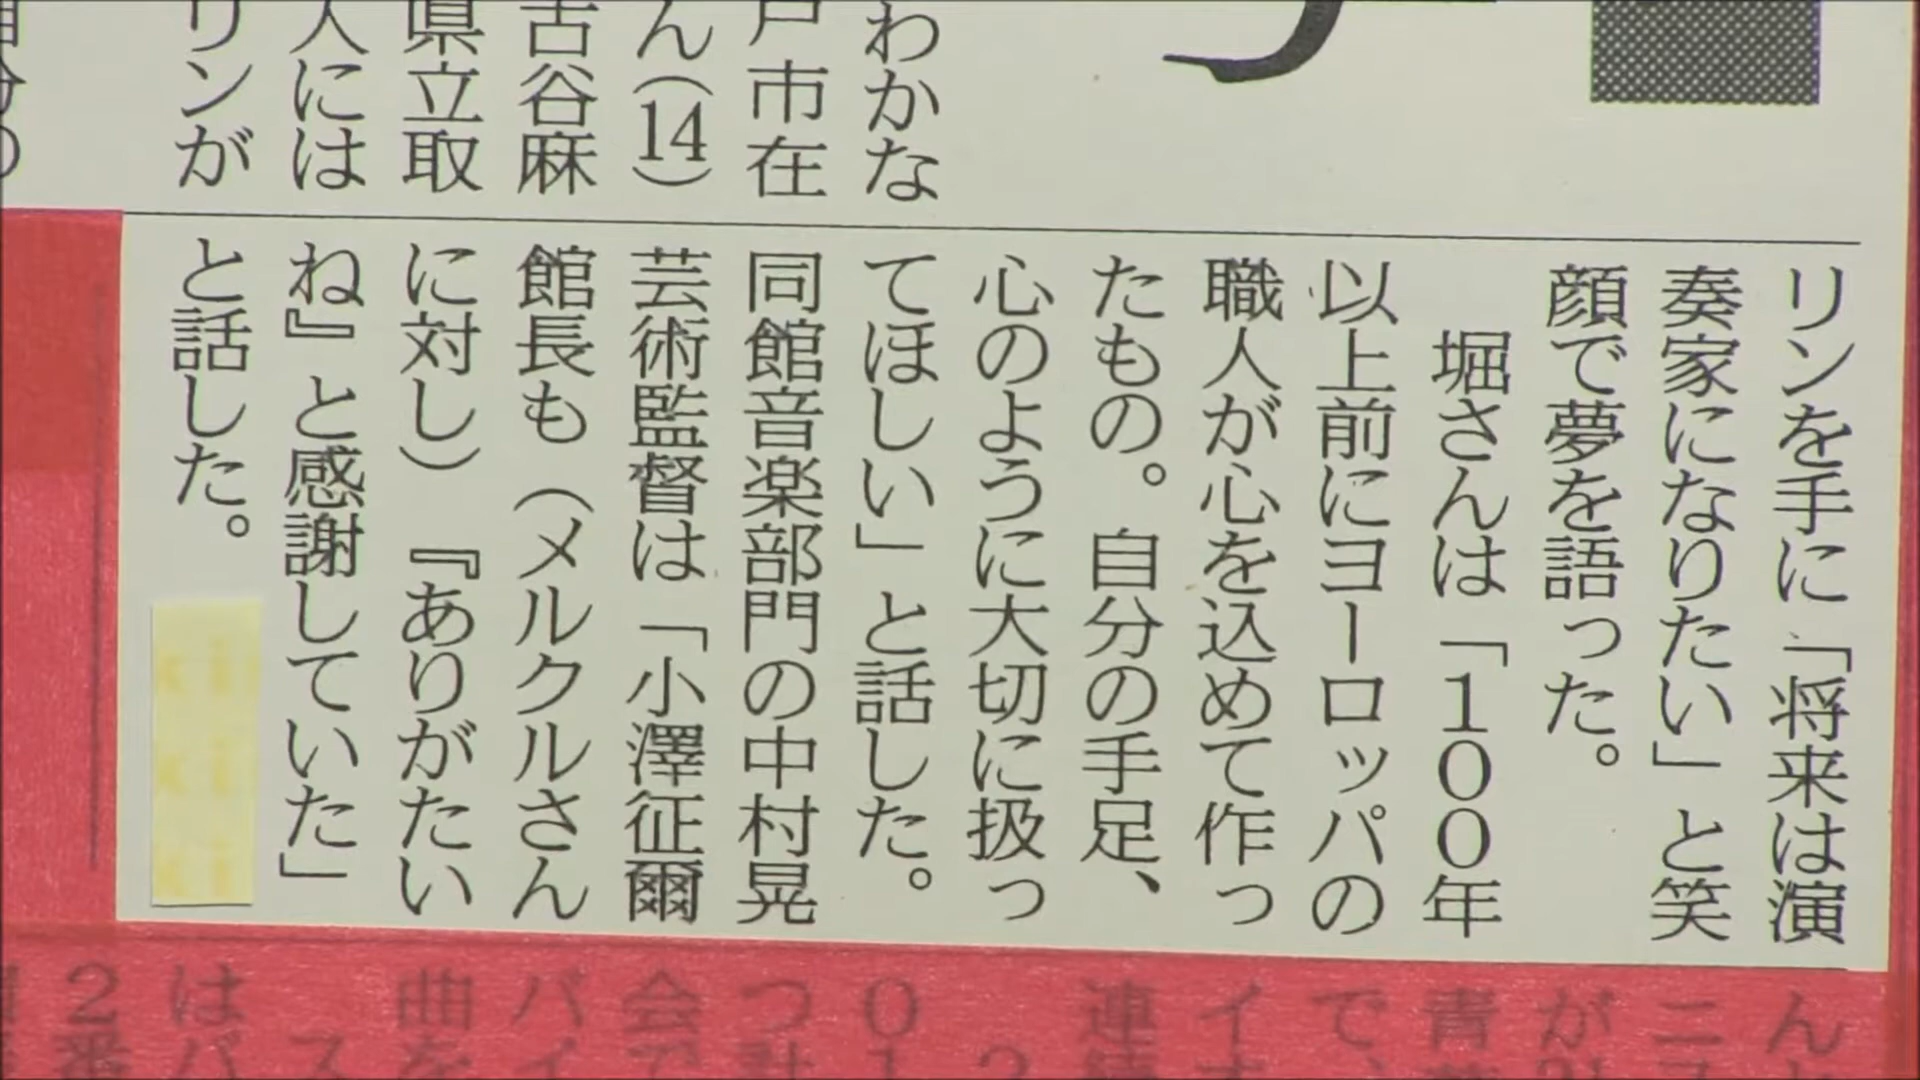 わかな
戸市在
ん(14)
古谷麻
県立取
人には
リンが
リンを手に「将来は演
奏家になりたい」と笑
顔で夢を語った。
堀さんは「100年
以上前にヨーロッパの
職人が心を込めて作っ
たもの。自分の手足、
心のように大切に扱っ
てほしい」と話した。
同館音楽部門の中村晃
芸術監督は「小澤征爾
館長も（メルクルさん
に対し）『ありがたい
ね』と感謝していた」
と話した。